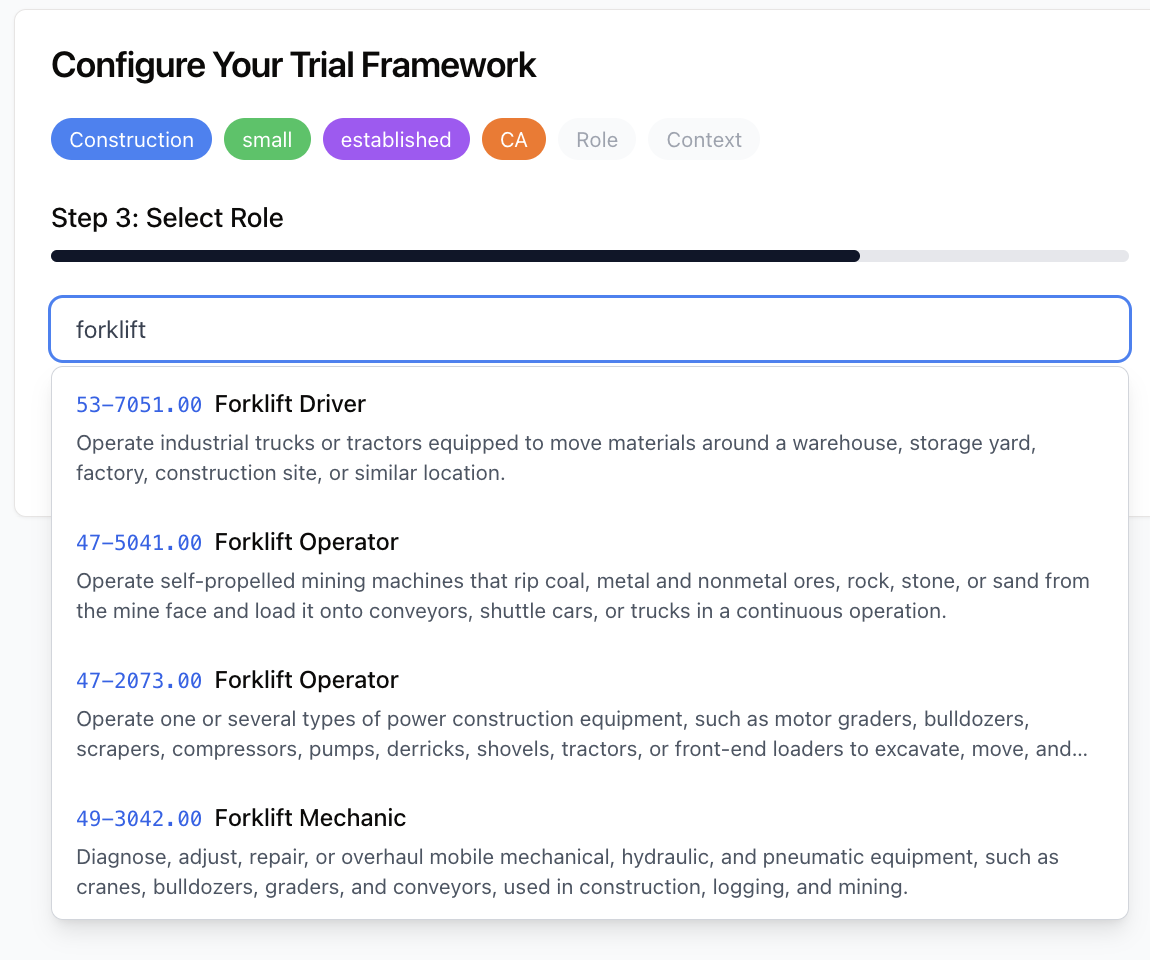 Configure Your Trial Framework
Construction small established CA Role Context
Step 3: Select Role
forklift
53-7051.00 Forklift Driver
Operate industrial trucks or tractors equipped to move materials around a warehouse, storage yard,
factory, construction site, or similar location.
47-5041.00 Forklift Operator
Operate self-propelled mining machines that rip coal, metal and nonmetal ores, rock, stone, or sand from
the mine face and load it onto conveyors, shuttle cars, or trucks in a continuous operation.
47-2073.00 Forklift Operator
Operate one or several types of power construction equipment, such as motor graders, bulldozers,
scrapers, compressors, pumps, derricks, shovels, tractors, or front-end loaders to excavate, move, and...
49-3042.00 Forklift Mechanic
Diagnose, adjust, repair, or overhaul mobile mechanical, hydraulic, and pneumatic equipment, such as
cranes, bulldozers, graders, and conveyors, used in construction, logging, and mining.